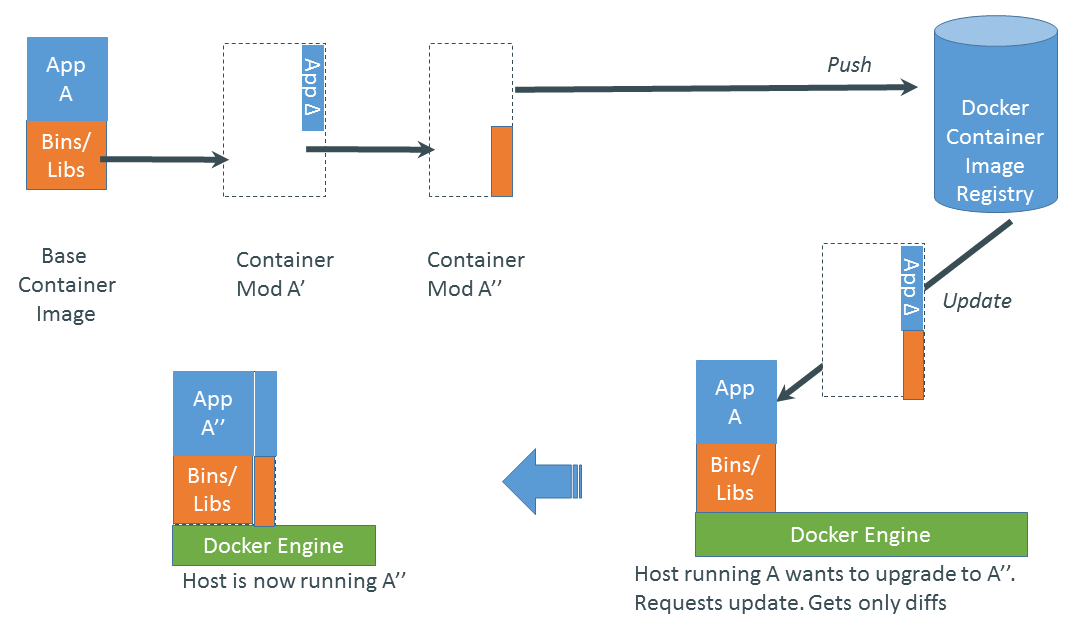 App
A
Bins/
Libs
App Δ
Push
Docker
Container
Image
Registry
Base
Container
Image
Container
Mod A'
Container
Mod A''
App Δ
Update
App
A''
Bins/
Libs
Docker Engine
Host is now running A''
App
A
Bins/
Libs
Docker Engine
Host running A wants to upgrade to A''.
Requests update. Gets only diffs